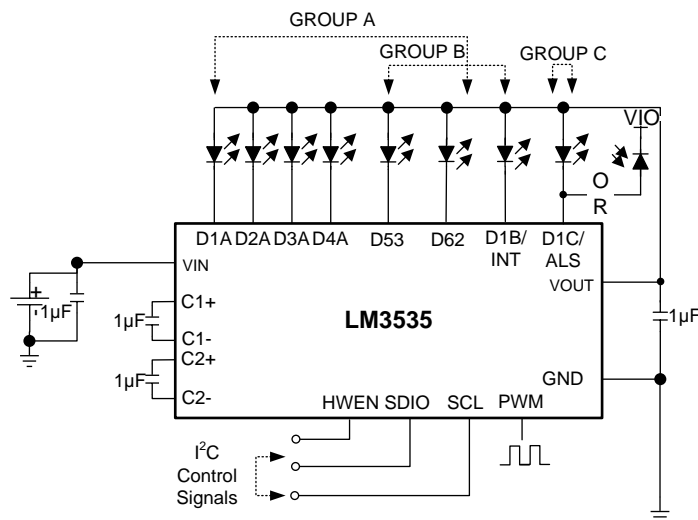 GROUP A
GROUP B
GROUP C
VIO
O
R
D1A D2A D3A D4A D53 D62 D1B/ D1C/
INT ALS
VIN
VOUT
1µF
C1+
1µF
C1-
C2+
1µF
C2-
LM3535
1µF
GND
HWEN SDIO SCL PWM
I²C
Control
Signals